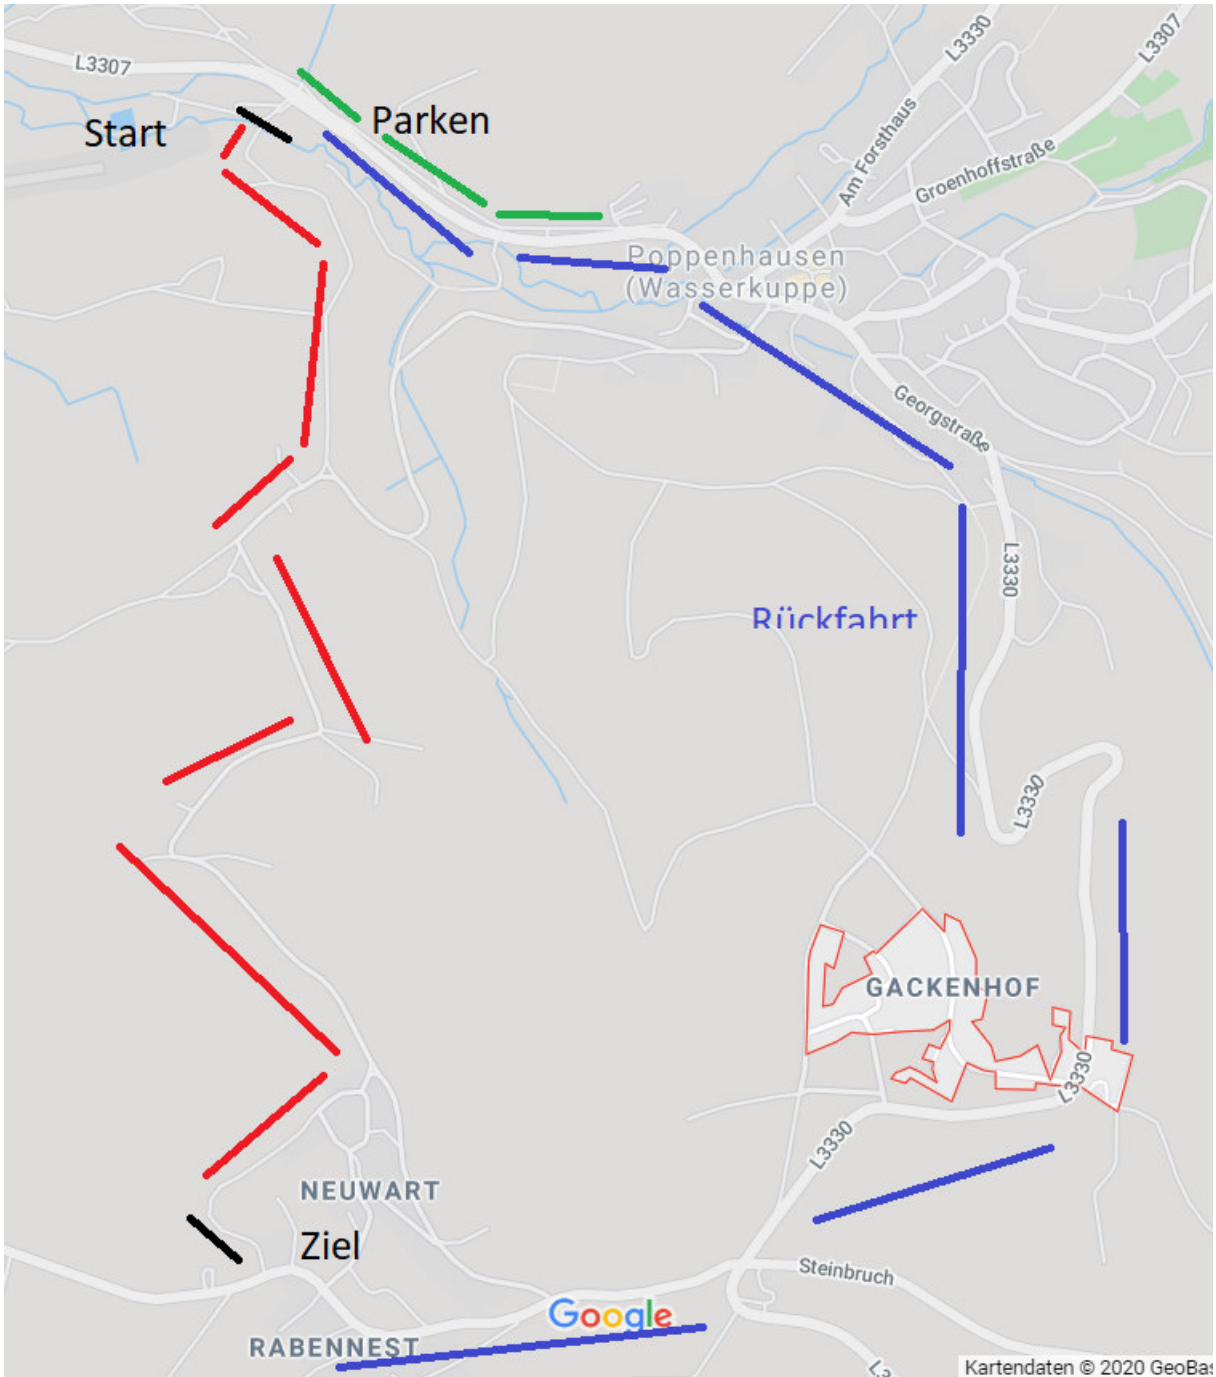 L3307
Start
Parken
L3330
L3307
Am Forsthaus
Groenhoffstraße
Poppenhausen
(Wasserkuppe)
Georgstraße
L3330
Rückfahrt
L3330
GACKENHOF
L3330
L3330
NEUWART
Ziel
Steinbruch
Google
RABENNEST
L3
Kartendaten © 2020 GeoBas